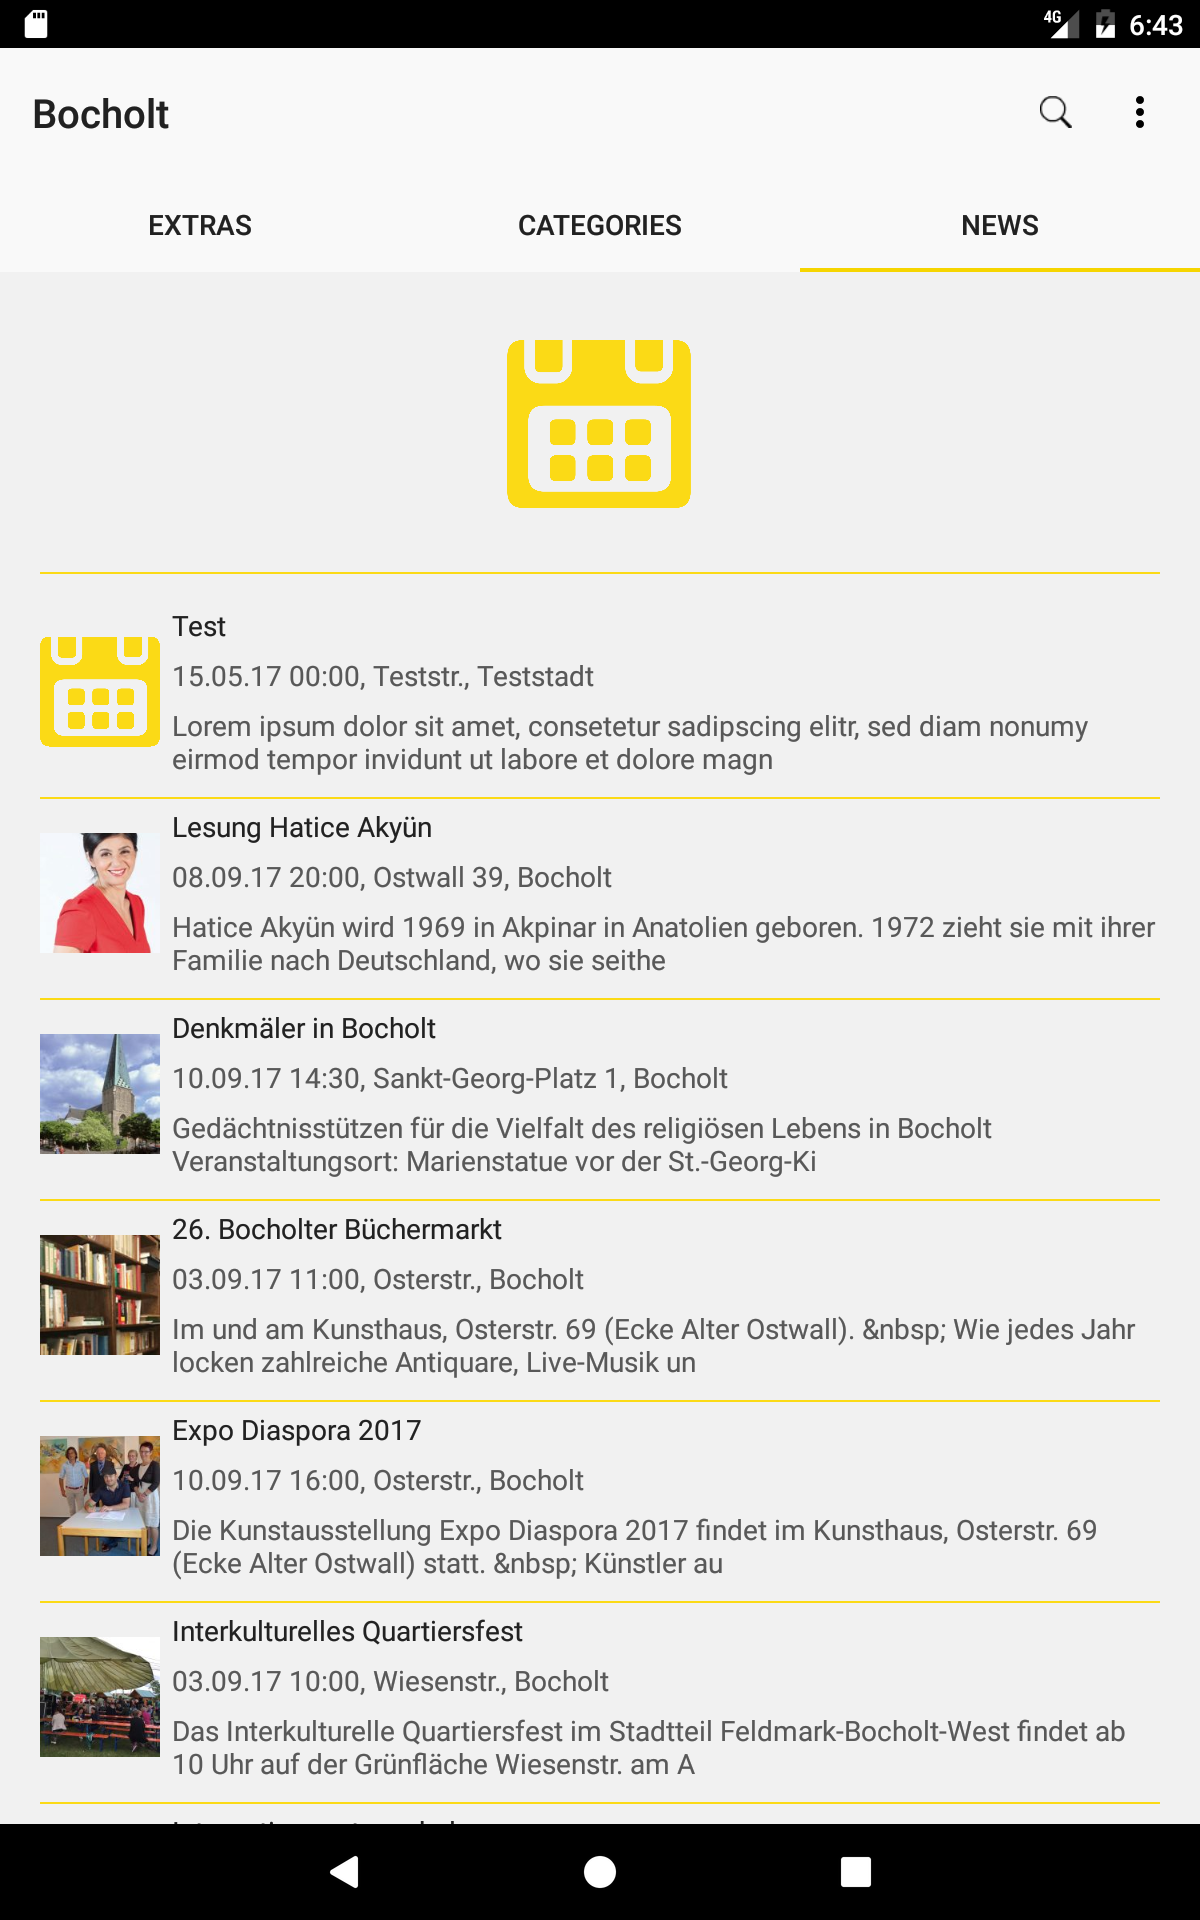 4G 6:43
Bocholt
EXTRAS CATEGORIES NEWS
Test
15.05.17 00:00, Teststr., Teststadt
Lorem ipsum dolor sit amet, consetetur sadipscing elitr, sed diam nonumy
eirmod tempor invidunt ut labore et dolore magn
Lesung Hatice Akyün
08.09.17 20:00, Ostwall 39, Bocholt
Hatice Akyün wird 1969 in Akpinar in Anatolien geboren. 1972 zieht sie mit ihrer
Familie nach Deutschland, wo sie seithe
Denkmäler in Bocholt
10.09.17 14:30, Sankt-Georg-Platz 1, Bocholt
Gedächtnisstützen für die Vielfalt des religiösen Lebens in Bocholt
Veranstaltungsort: Marienstatue vor der St.-Georg-Ki
26. Bocholter Büchermarkt
03.09.17 11:00, Osterstr., Bocholt
Im und am Kunsthaus, Osterstr. 69 (Ecke Alter Ostwall). &nbsp; Wie jedes Jahr
locken zahlreiche Antiquare, Live-Musik un
Expo Diaspora 2017
10.09.17 16:00, Osterstr., Bocholt
Die Kunstausstellung Expo Diaspora 2017 findet im Kunsthaus, Osterstr. 69
(Ecke Alter Ostwall) statt. &nbsp; Künstler au
Interkulturelles Quartiersfest
03.09.17 10:00, Wiesenstr., Bocholt
Das Interkulturelle Quartiersfest im Stadtteil Feldmark-Bocholt-West findet ab
10 Uhr auf der Grünfläche Wiesenstr. am A